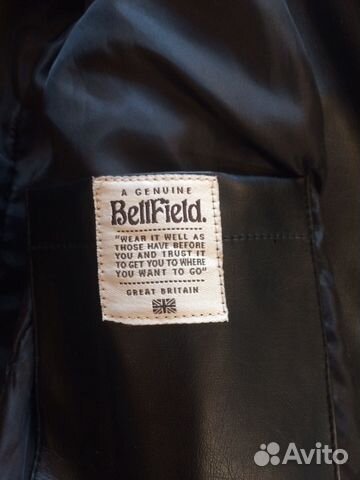 A GENUINE
BellField.
"WEAR IT WELL AS
THOSE HAVE BEFORE
YOU AND TRUST IT
TO GET YOU TO WHERE
YOU WANT TO GO"
GREAT BRITAIN
Avito